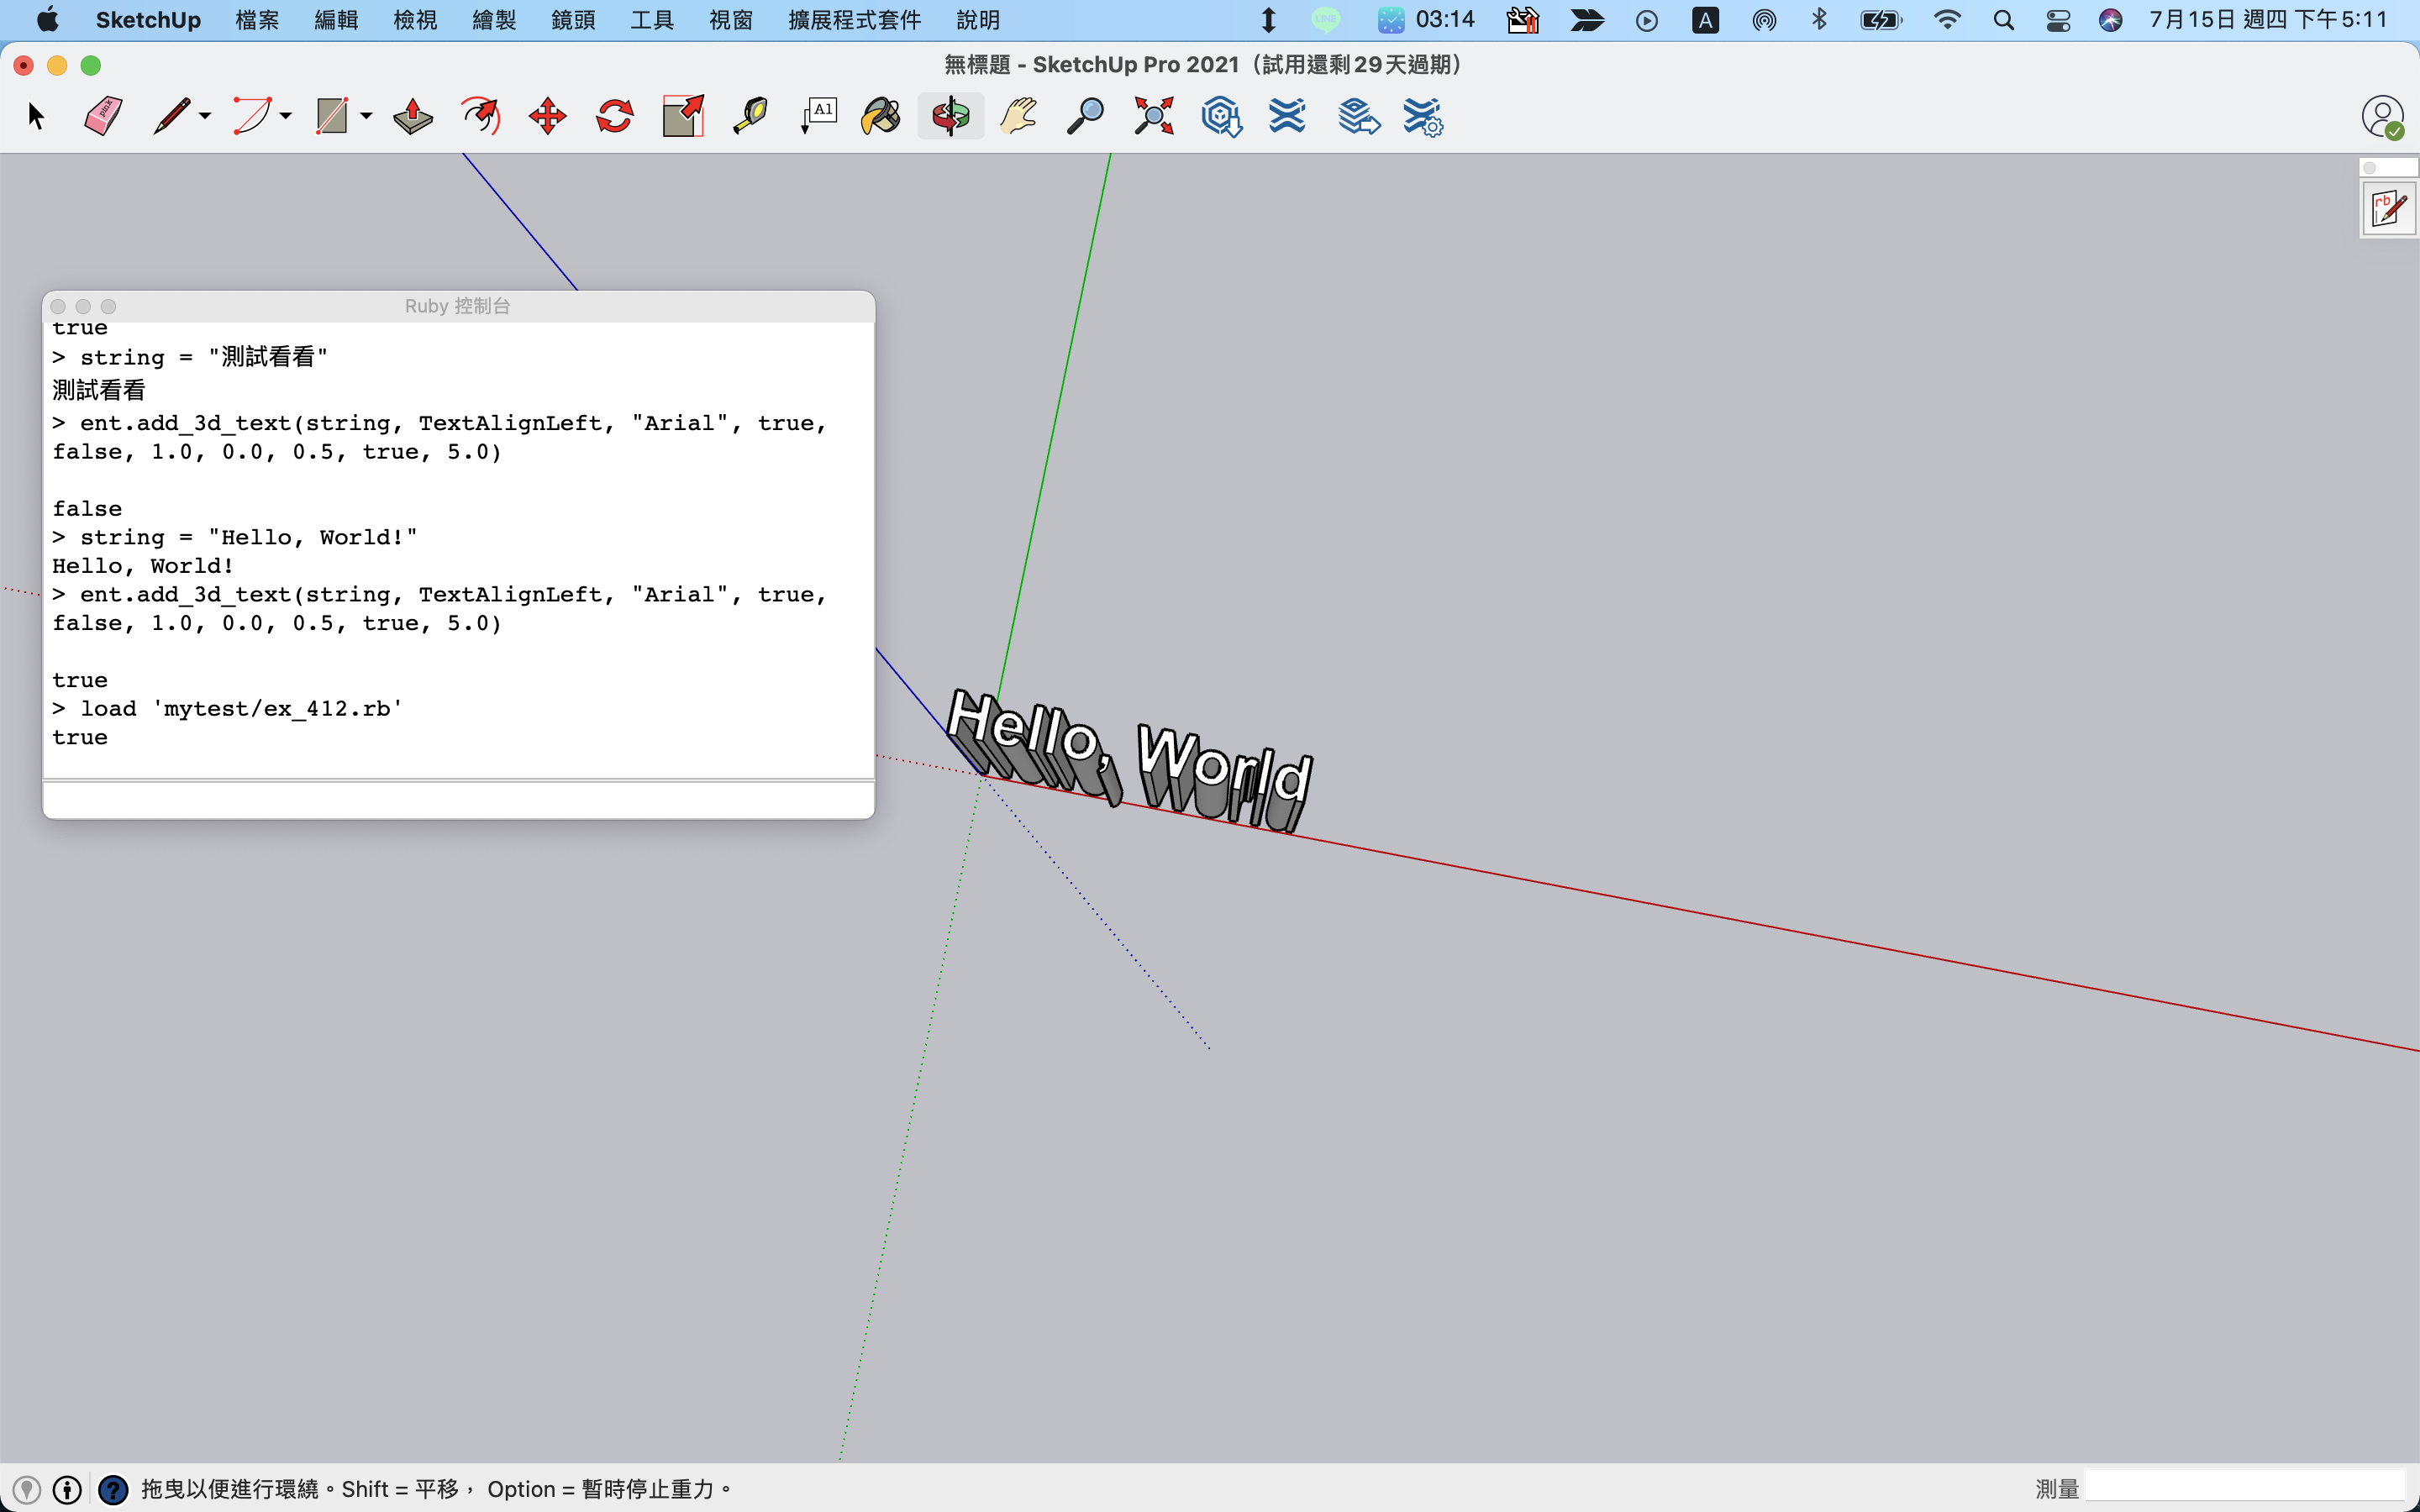 SketchUp 檔案 編輯 檢視 繪製 鏡頭 工具 視窗 擴展程式套件 說明 LINE 03:14 A 7月15日 週四 下午5:11
無標題 - SketchUp Pro 2021（試用還剩29天過期）
pink
A1
rb
Ruby 控制台
true
> string = "測試看看"
測試看看
> ent.add_3d_text(string, TextAlignLeft, "Arial", true,
false, 1.0, 0.0, 0.5, true, 5.0)
false
> string = "Hello, World!"
Hello, World!
> ent.add_3d_text(string, TextAlignLeft, "Arial", true,
false, 1.0, 0.0, 0.5, true, 5.0)
true
> load 'mytest/ex_412.rb'
true
Hello, World
拖曳以便進行環繞。Shift = 平移， Option = 暫時停止重力。
測量